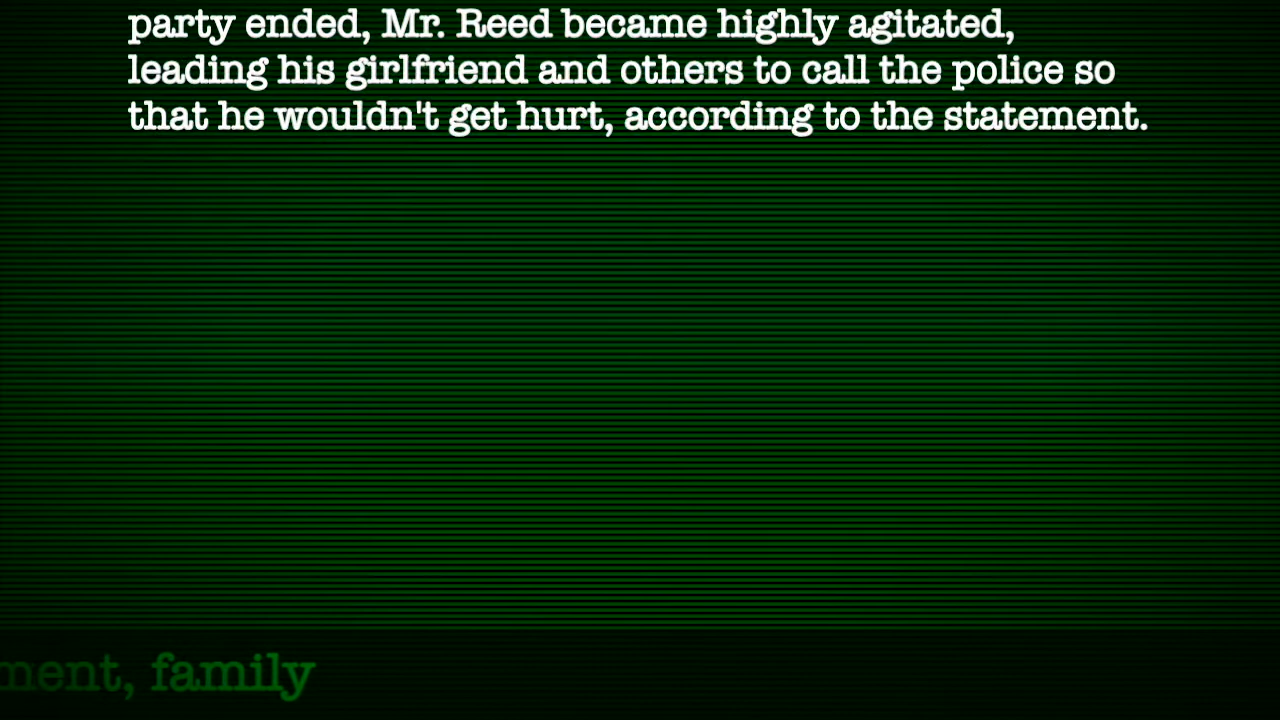 party ended, Mr. Reed became highly agitated,
leading his girlfriend and others to call the police so
that he wouldn't get hurt, according to the statement.
ment, family